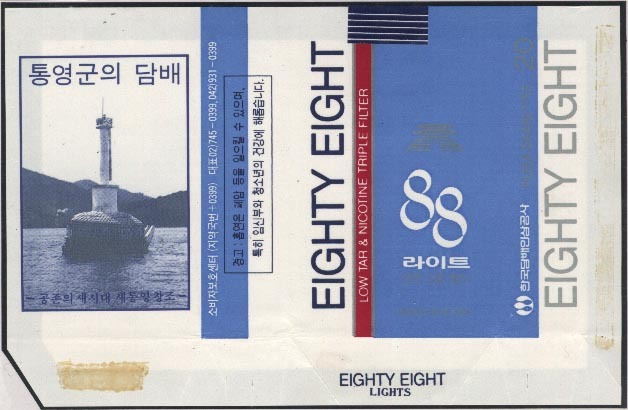 통영군의 담배
- 공존의 새시대 새통영 창조 -
소비자보호센터 (지역국번+0399) 대표 02)745-0399, 042)931-0399
경고 : 흡연은 폐암 등을 일으킬 수 있으며,
특히 임신부와 청소년의 건강에 해롭습니다.
EIGHTY EIGHT
LOW TAR & NICOTINE TRIPLE FILTER
88
라이트
한국담배인삼공사
EIGHTY EIGHT
EIGHTY EIGHT
LIGHTS